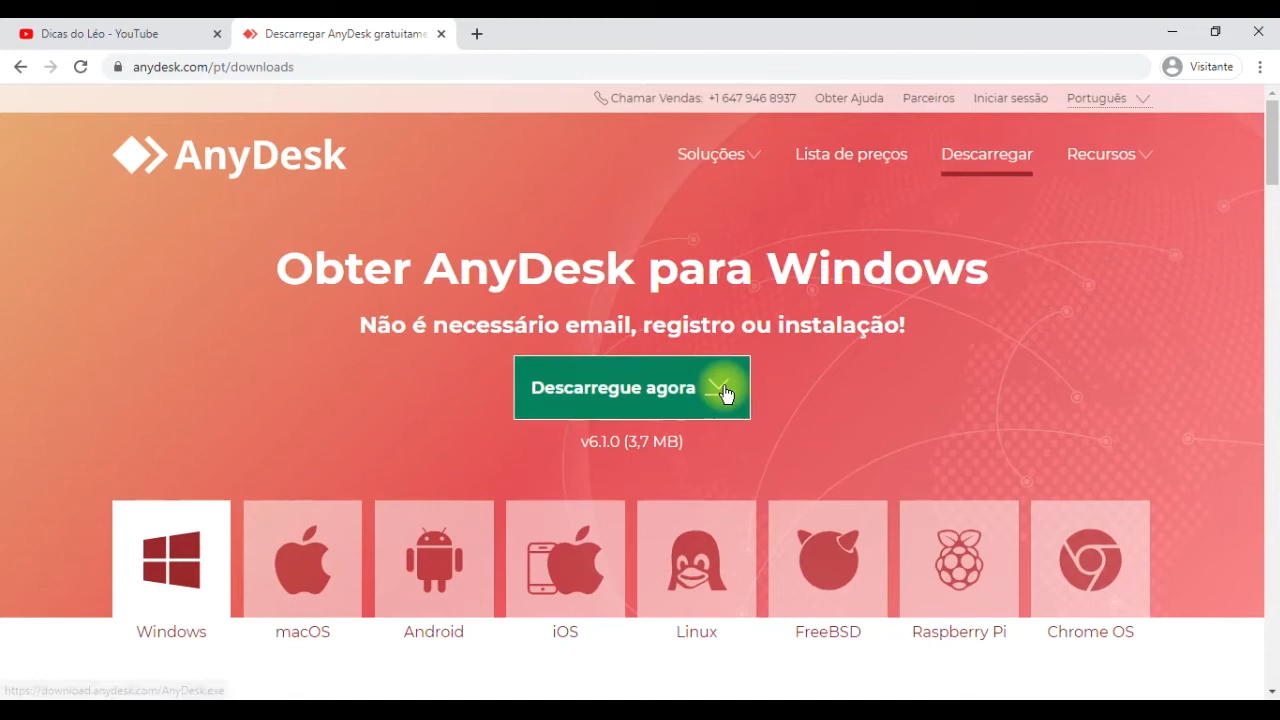 Dicas do Léo - YouTube
Descarregar AnyDesk gratuitame
anydesk.com/pt/downloads
Visitante
Chamar Vendas: +1 647 946 8937 Obter Ajuda Parceiros Iniciar sessão Português
AnyDesk
Soluções Lista de preços Descarregar Recursos
Obter AnyDesk para Windows
Não é necessário email, registro ou instalação!
Descarregue agora
v6.1.0 (3,7 MB)
Windows macOS Android iOS Linux FreeBSD Raspberry Pi Chrome OS
https://download.anydesk.com/AnyDesk.exe